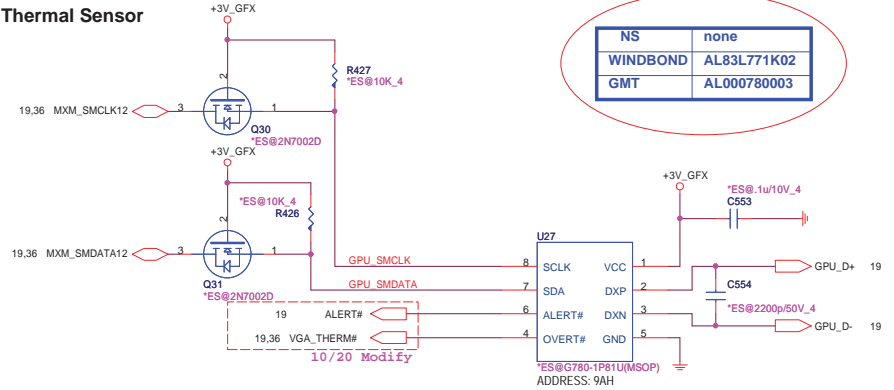 Thermal Sensor
+3V_GFX
2
R427
*ES@10K_4
19,36 MXM_SMCLK12
3
1
Q30
*ES@2N7002D
NS none
WINDBOND AL83L771K02
GMT AL000780003
+3V_GFX
*ES@10K_4
R426
2
19,36 MXM_SMDATA12
3
1
Q31
*ES@2N7002D
GPU_SMCLK
GPU_SMDATA
19 ALERT#
19,36 VGA_THERM#
10/20 Modify
+3V_GFX
*ES@.1u/10V_4
C553
U27
8 SCLK VCC 1
7 SDA DXP 2
6 ALERT# DXN 3
4 OVERT# GND 5
*ES@G780-1P81U(MSOP)
ADDRESS: 9AH
GPU_D+ 19
C554
*ES@2200p/50V_4
GPU_D- 19